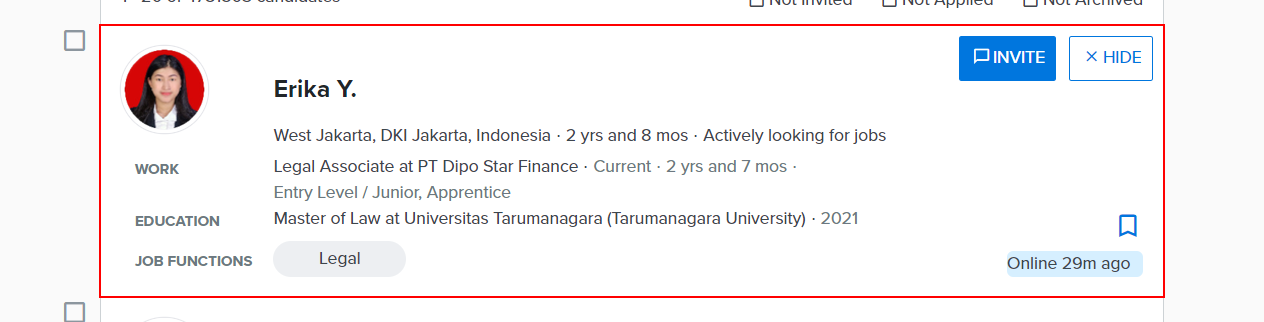 Not Invited Not Applied Not Archived
INVITE
HIDE
Erika Y.
West Jakarta, DKI Jakarta, Indonesia · 2 yrs and 8 mos · Actively looking for jobs
WORK
Legal Associate at PT Dipo Star Finance · Current · 2 yrs and 7 mos ·
Entry Level / Junior, Apprentice
EDUCATION
Master of Law at Universitas Tarumanagara (Tarumanagara University) · 2021
JOB FUNCTIONS
Legal
Online 29m ago